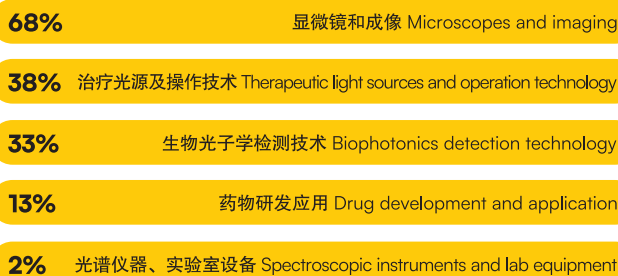 68% 显微镜和成像 Microscopes and imaging
38% 治疗光源及操作技术 Therapeutic light sources and operation technology
33% 生物光子学检测技术 Biophotonics detection technology
13% 药物研发应用 Drug development and application
2% 光谱仪器、实验室设备 Spectroscopic instruments and lab equipment